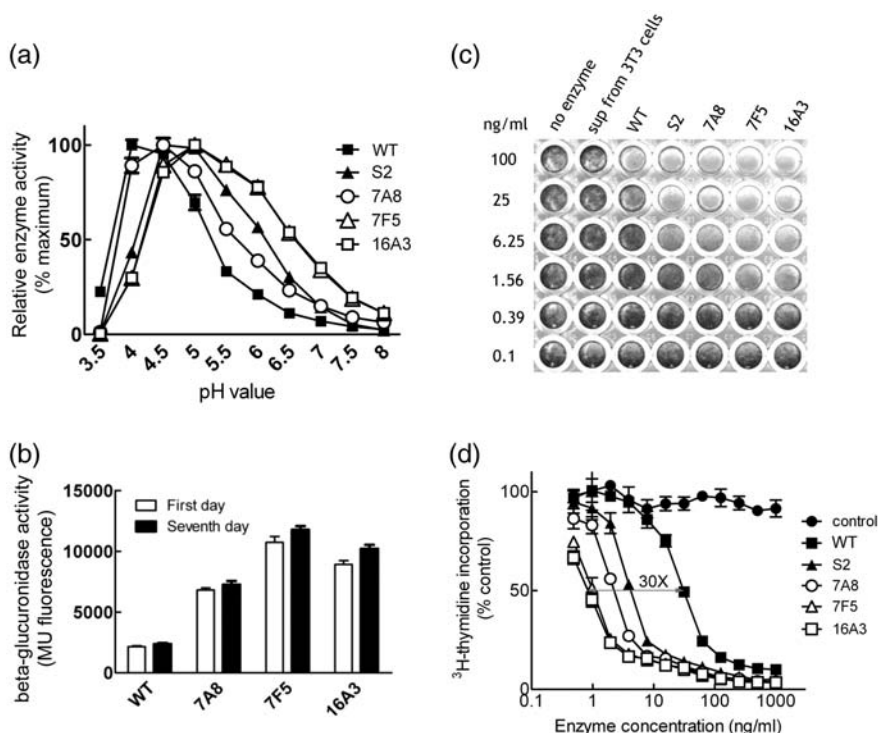 (a)
Relative enzyme activity
(% maximum)
100
50
0
3.5 4 4.5 5 5.5 6 6.5 7 7.5 8
pH value
WT
S2
7A8
7F5
16A3
(b)
beta-glucuronidase activity
(MU fluorescence)
15000
10000
5000
0
First day
Seventh day
WT 7A8 7F5 16A3
(c)
no enzyme sup from 3T3 cells WT S2 7A8 7F5 16A3
ng/ml
100
25
6.25
1.56
0.39
0.1
(d)
³H-thymidine incorporation
(% control)
100
50
0
30X
0.1 1 10 100 1000
Enzyme concentration (ng/ml)
control
WT
S2
7A8
7F5
16A3